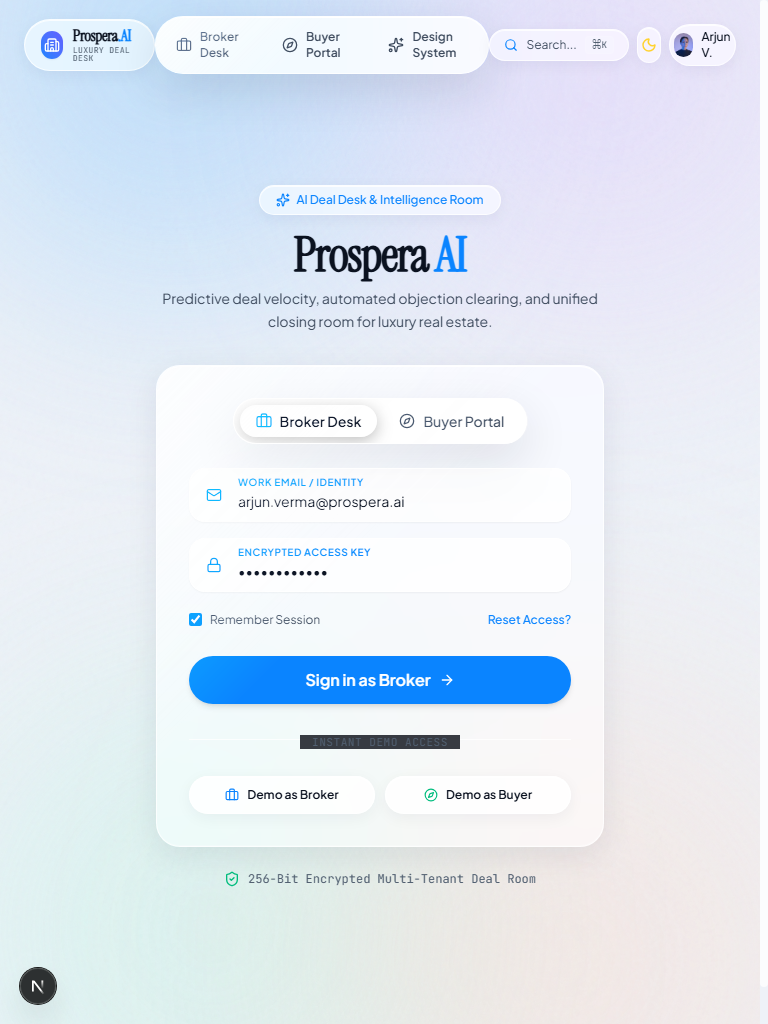 Prospera.AI
LUXURY DEAL
DESK
Broker
Desk
Buyer
Portal
Design
System
Search...
⌘K
Arjun
V.
AI Deal Desk & Intelligence Room
Prospera AI
Predictive deal velocity, automated objection clearing, and unified
closing room for luxury real estate.
Broker Desk
Buyer Portal
WORK EMAIL / IDENTITY
arjun.verma@prospera.ai
ENCRYPTED ACCESS KEY
••••••••••••
Remember Session
Reset Access?
Sign in as Broker
INSTANT DEMO ACCESS
Demo as Broker
Demo as Buyer
256-Bit Encrypted Multi-Tenant Deal Room
N